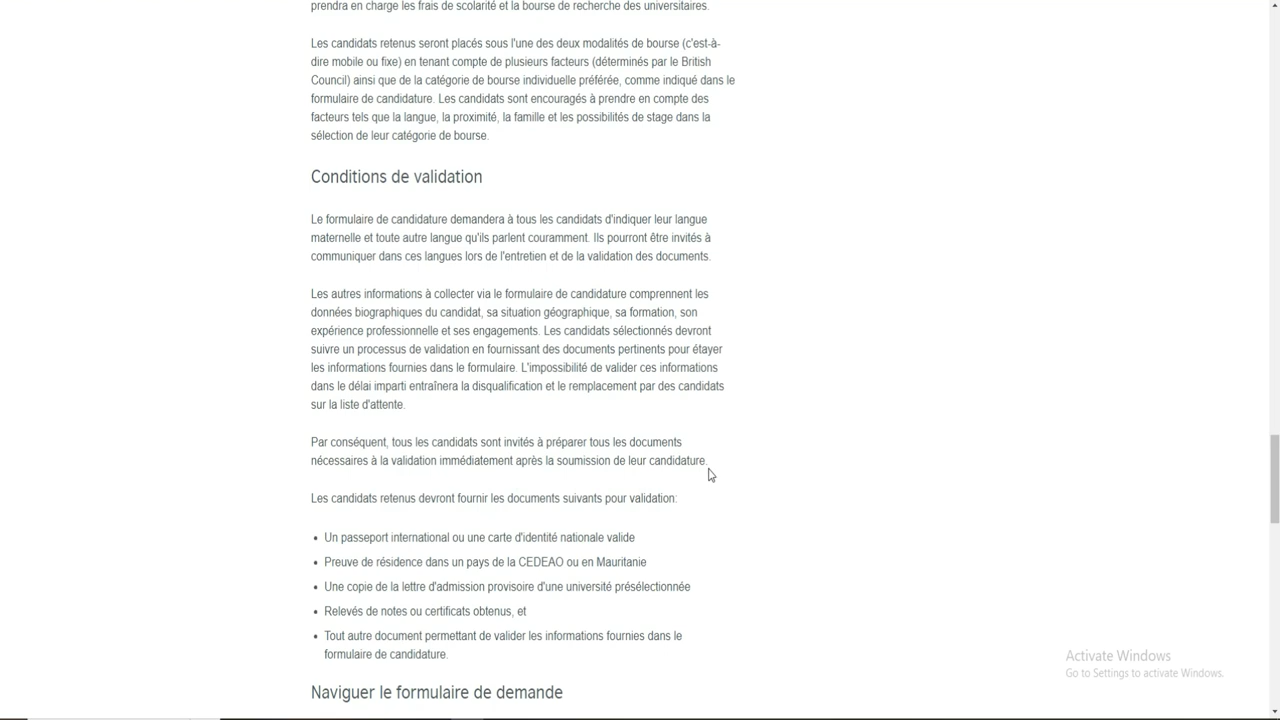 prendra en charge les frais de scolarité et la bourse de recherche des universitaires.
Les candidats retenus seront placés sous l'une des deux modalités de bourse (c'est-à-
dire mobile ou fixe) en tenant compte de plusieurs facteurs (déterminés par le British
Council) ainsi que de la catégorie de bourse individuelle préférée, comme indiqué dans le
formulaire de candidature. Les candidats sont encouragés à prendre en compte des
facteurs tels que la langue, la proximité, la famille et les possibilités de stage dans la
sélection de leur catégorie de bourse.
Conditions de validation
Le formulaire de candidature demandera à tous les candidats d'indiquer leur langue
maternelle et toute autre langue qu'ils parlent couramment. Ils pourront être invités à
communiquer dans ces langues lors de l'entretien et de la validation des documents.
Les autres informations à collecter via le formulaire de candidature comprennent les
données biographiques du candidat, sa situation géographique, sa formation, son
expérience professionnelle et ses engagements. Les candidats sélectionnés devront
suivre un processus de validation en fournissant des documents pertinents pour étayer
les informations fournies dans le formulaire. L'impossibilité de valider ces informations
dans le délai imparti entraînera la disqualification et le remplacement par des candidats
sur la liste d'attente.
Par conséquent, tous les candidats sont invités à préparer tous les documents
nécessaires à la validation immédiatement après la soumission de leur candidature.
Les candidats retenus devront fournir les documents suivants pour validation:
• Un passeport international ou une carte d'identité nationale valide
• Preuve de résidence dans un pays de la CEDEAO ou en Mauritanie
• Une copie de la lettre d'admission provisoire d'une université présélectionnée
• Relevés de notes ou certificats obtenus, et
• Tout autre document permettant de valider les informations fournies dans le
formulaire de candidature.
Activate Windows
Go to Settings to activate Windows.
Naviguer le formulaire de demande